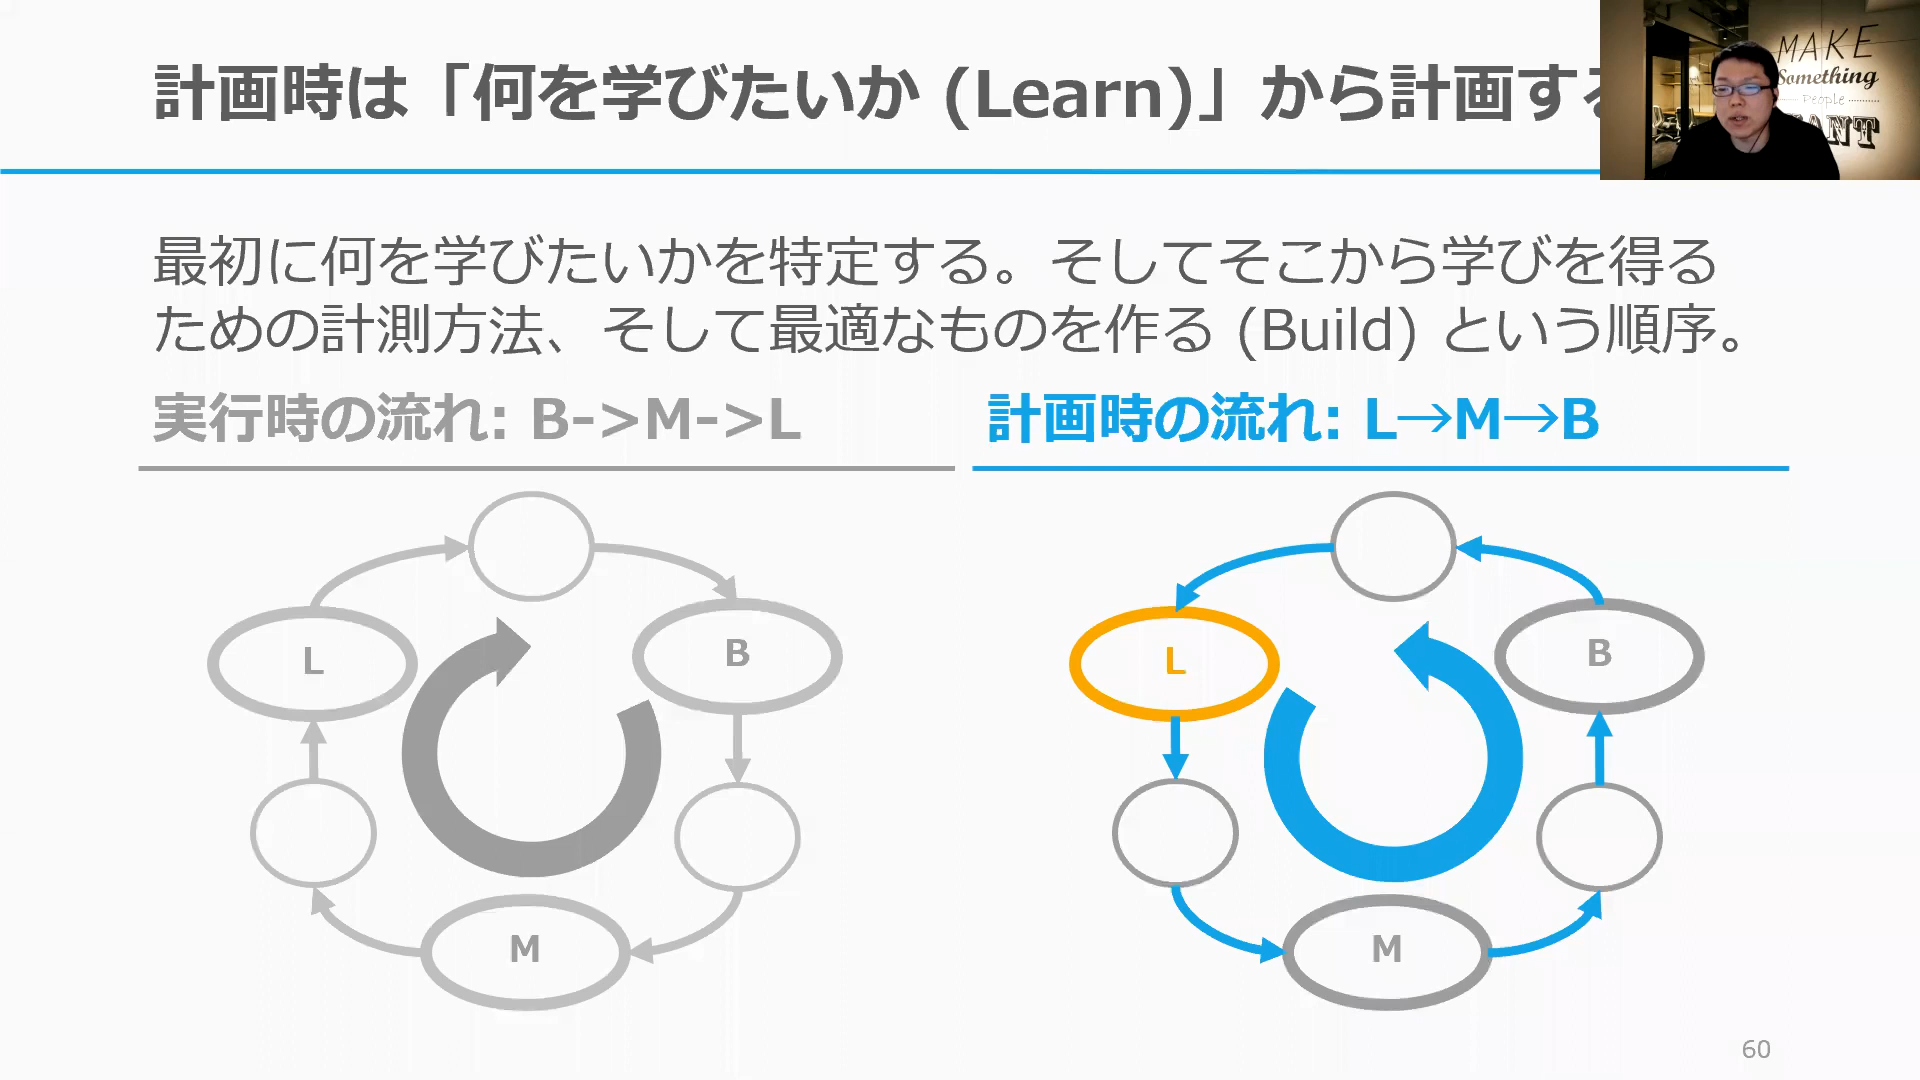 計画時は「何を学びたいか (Learn)」から計画する
MAKE
Something
People
ANT
最初に何を学びたいかを特定する。そしてそこから学びを得る
ための計測方法、そして最適なものを作る (Build) という順序。
実行時の流れ: B->M->L
計画時の流れ: L→M→B
L
B
M
L
B
M
60